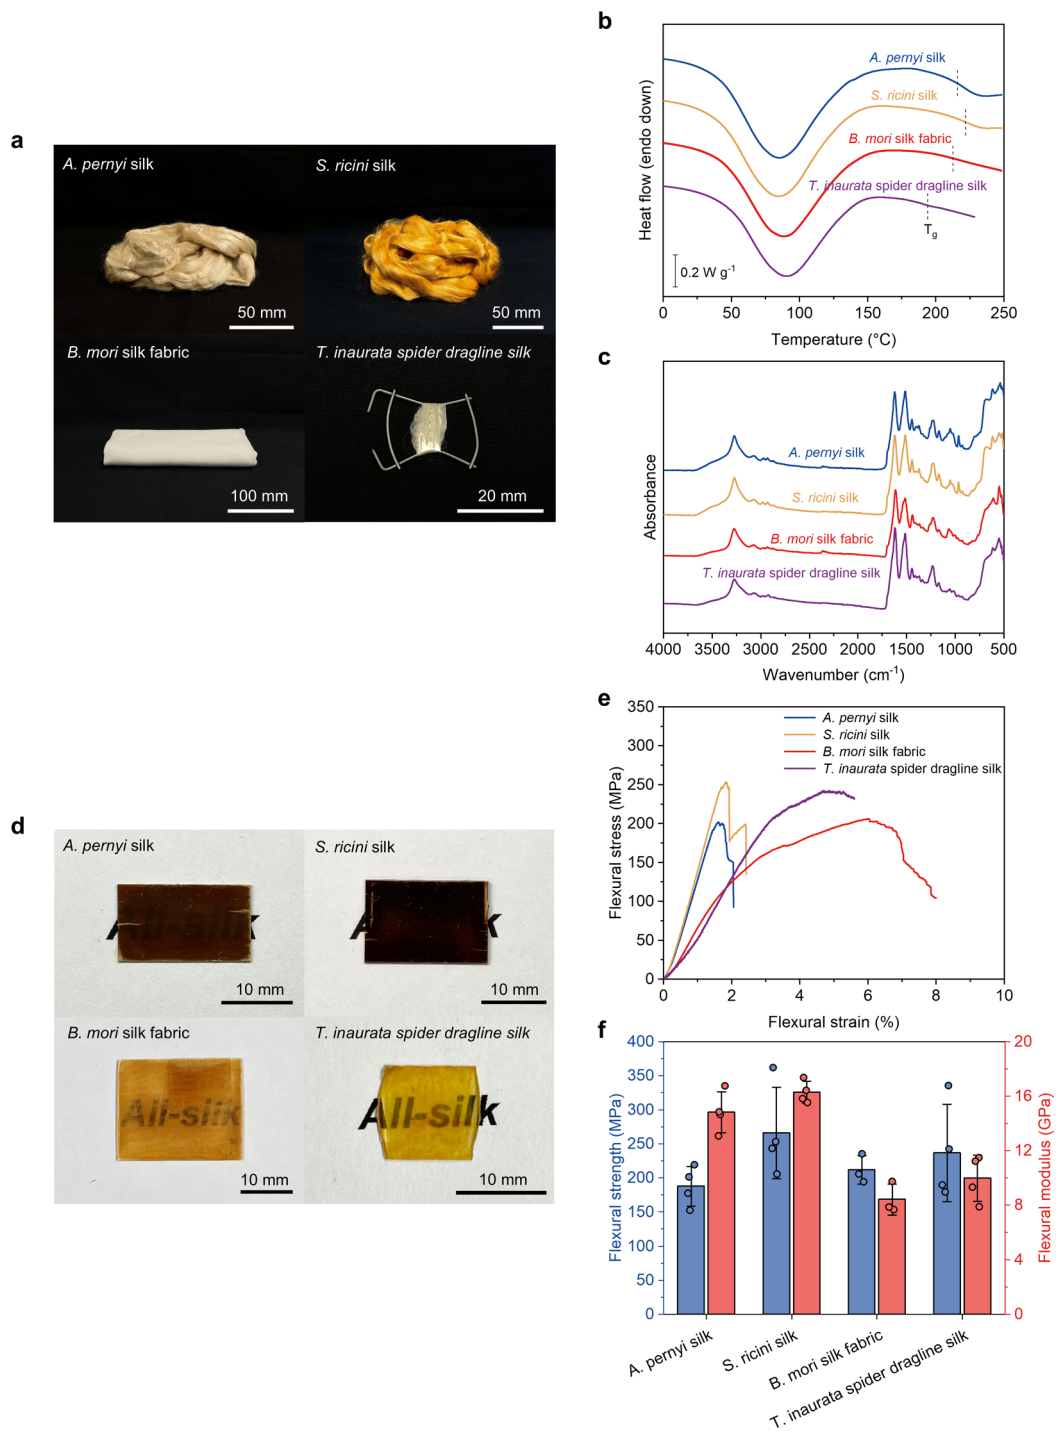 a
A. pernyi silk
S. ricini silk
50 mm
50 mm
B. mori silk fabric
T. inaurata spider dragline silk
100 mm
20 mm
b
Heat flow (endo down)
A. pernyi silk
S. ricini silk
B. mori silk fabric
T. inaurata spider dragline silk
Tg
0.2 W g-1
0 50 100 150 200 250
Temperature (°C)
c
Absorbance
A. pernyi silk
S. ricini silk
B. mori silk fabric
T. inaurata spider dragline silk
4000 3500 3000 2500 2000 1500 1000 500
Wavenumber (cm-1)
d
A. pernyi silk
S. ricini silk
All-silk
10 mm
10 mm
B. mori silk fabric
T. inaurata spider dragline silk
All-silk
All-silk
10 mm
10 mm
e
Flexural stress (MPa)
350
300
250
200
150
100
50
0
A. pernyi silk
S. ricini silk
B. mori silk fabric
T. inaurata spider dragline silk
0 2 4 6 8 10
Flexural strain (%)
f
Flexural strength (MPa)
400
350
300
250
200
150
100
50
0
20
16
12
8
4
0
Flexural modulus (GPa)
A. pernyi silk
S. ricini silk
B. mori silk fabric
T. inaurata spider dragline silk